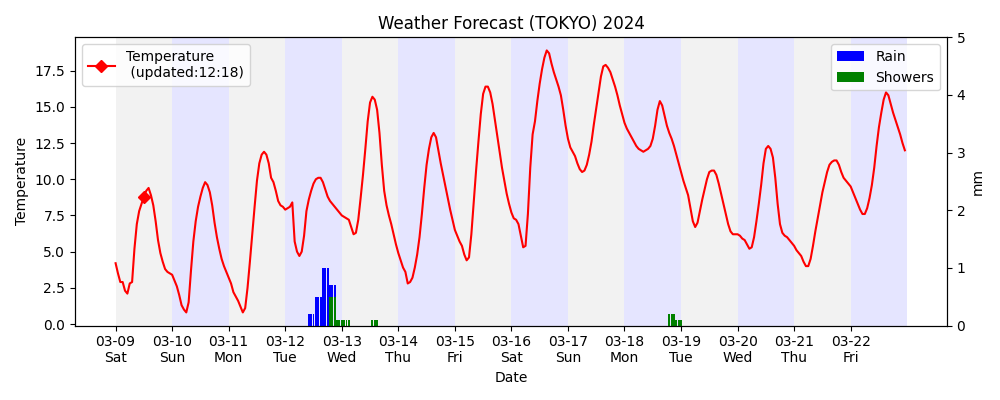 Weather Forecast (TOKYO) 2024
Temperature
(updated:12:18)
Rain
Showers
Temperature
17.5
15.0
12.5
10.0
7.5
5.0
2.5
0.0
5
4
3
2
1
0
mm
03-09 03-10 03-11 03-12 03-13 03-14 03-15 03-16 03-17 03-18 03-19 03-20 03-21 03-22
Sat Sun Mon Tue Wed Thu Fri Sat Sun Mon Tue Wed Thu Fri
Date